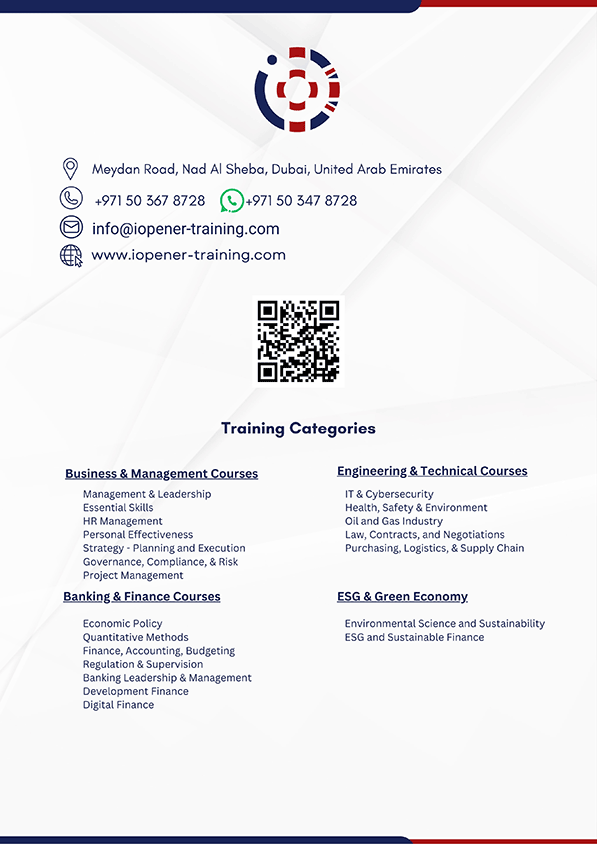 Meydan Road, Nad Al Sheba, Dubai, United Arab Emirates
+971 50 367 8728 +971 50 347 8728
info@iopener-training.com
www.iopener-training.com
Training Categories
Business & Management Courses
Management & Leadership
Essential Skills
HR Management
Personal Effectiveness
Strategy - Planning and Execution
Governance, Compliance, & Risk
Project Management
Engineering & Technical Courses
IT & Cybersecurity
Health, Safety & Environment
Oil and Gas Industry
Law, Contracts, and Negotiations
Purchasing, Logistics, & Supply Chain
Banking & Finance Courses
Economic Policy
Quantitative Methods
Finance, Accounting, Budgeting
Regulation & Supervision
Banking Leadership & Management
Development Finance
Digital Finance
ESG & Green Economy
Environmental Science and Sustainability
ESG and Sustainable Finance